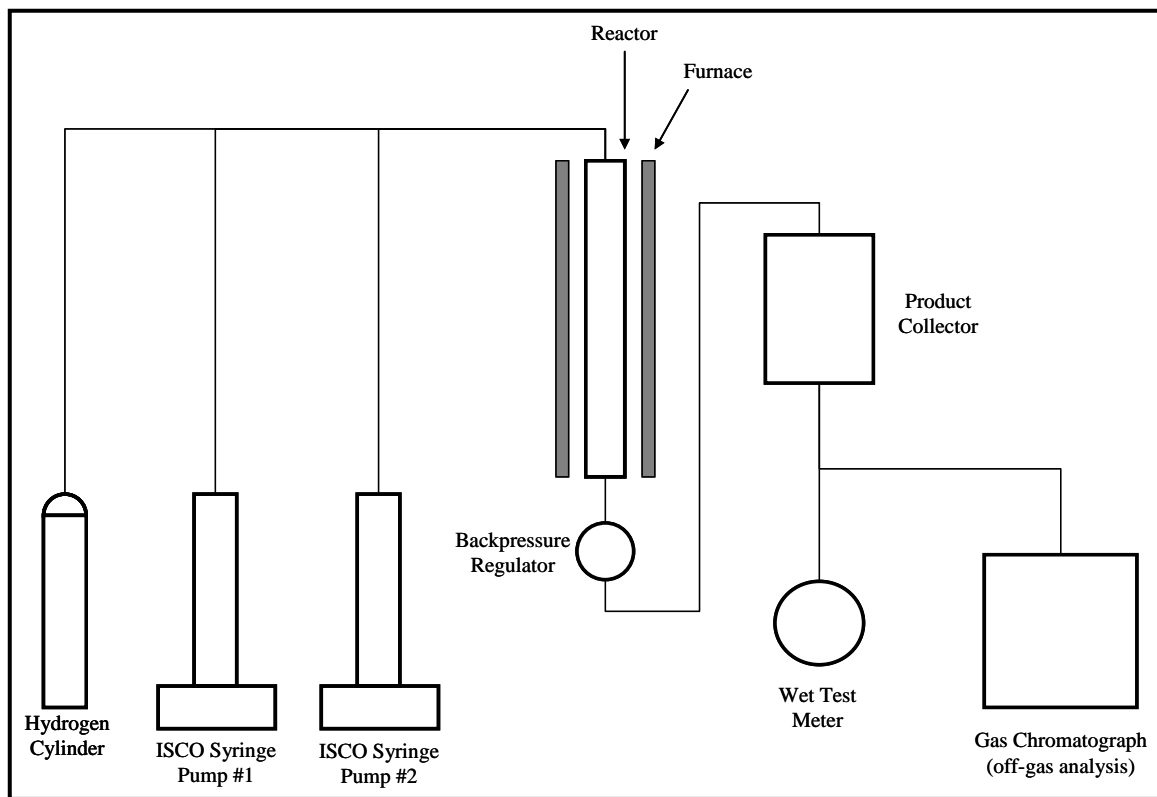 Reactor
Furnace
Product
Collector
Backpressure
Regulator
Wet Test
Meter
Hydrogen
Cylinder
ISCO Syringe
Pump #1
ISCO Syringe
Pump #2
Gas Chromatograph
(off-gas analysis)